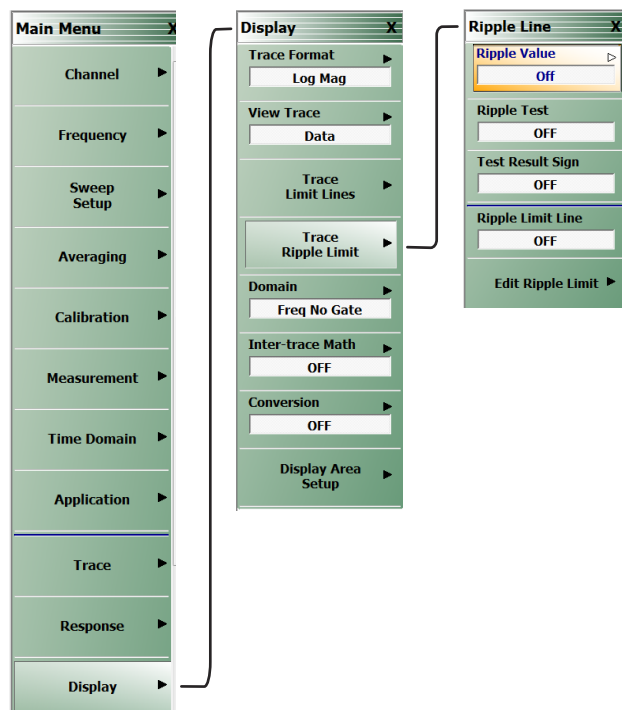 Main Menu X
Channel
Frequency
Sweep
Setup
Averaging
Calibration
Measurement
Time Domain
Application
Trace
Response
Display
Display X
Trace Format
Log Mag
View Trace
Data
Trace
Limit Lines
Trace
Ripple Limit
Domain
Freq No Gate
Inter-trace Math
OFF
Conversion
OFF
Display Area
Setup
Ripple Line X
Ripple Value
Off
Ripple Test
OFF
Test Result Sign
OFF
Ripple Limit Line
OFF
Edit Ripple Limit